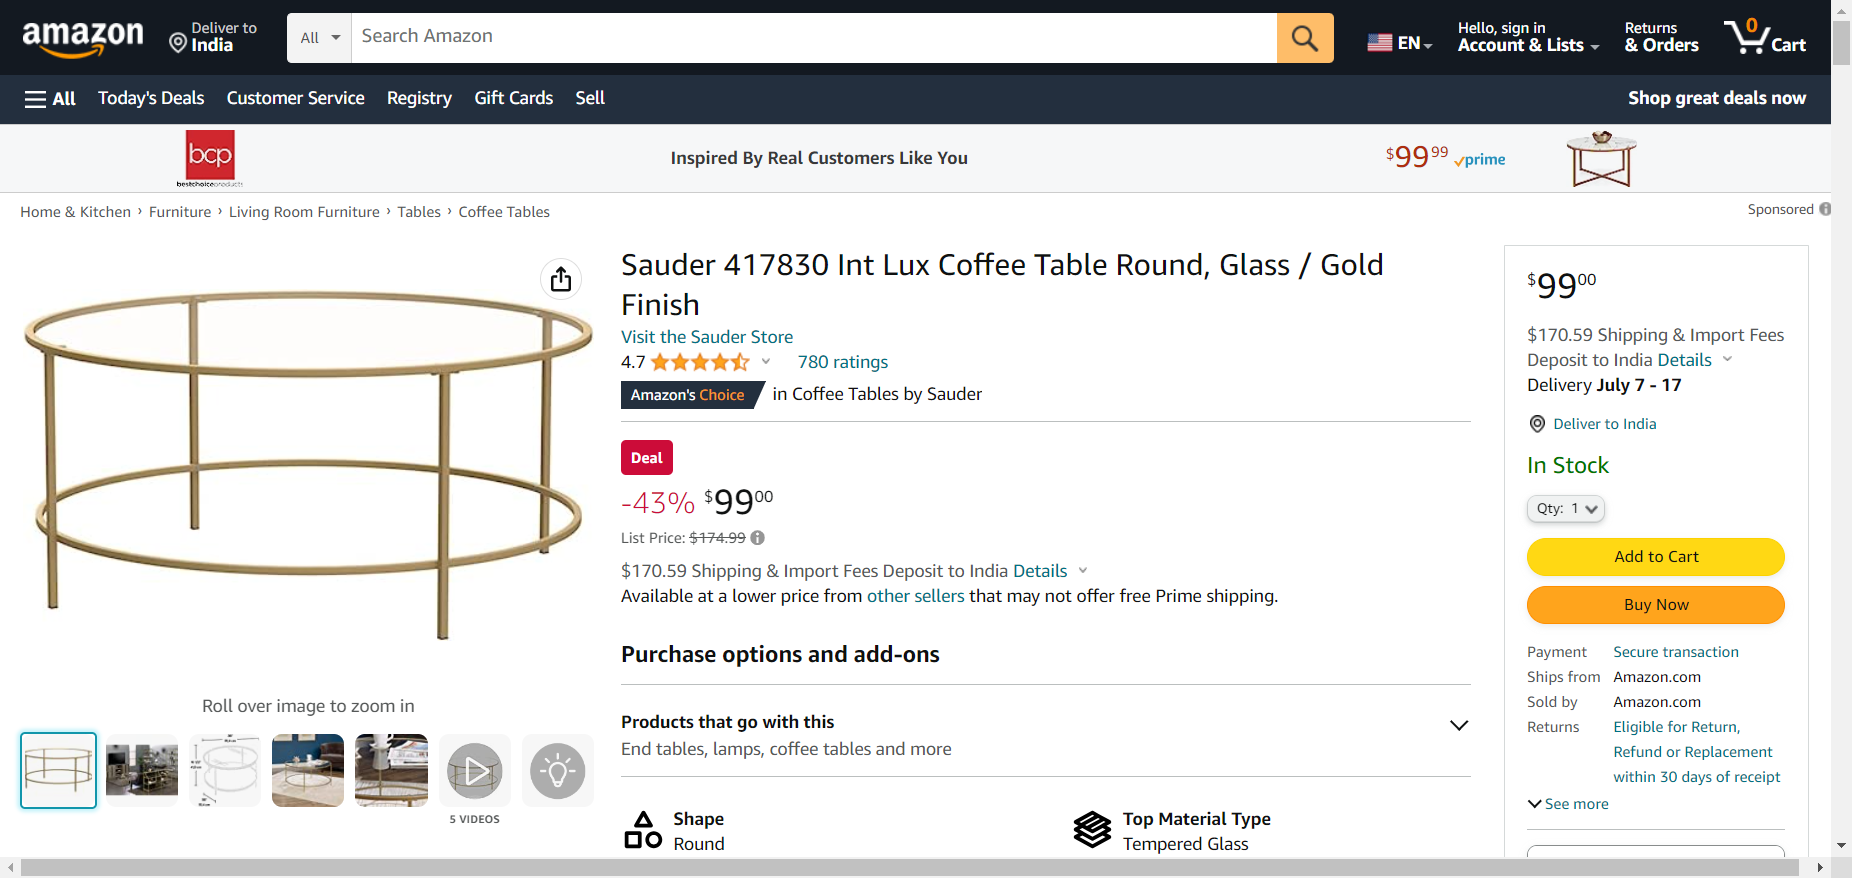 amazon
Deliver to
India
All
Search Amazon
EN
Hello, sign in
Account & Lists
Returns
& Orders
0
Cart
All
Today's Deals
Customer Service
Registry
Gift Cards
Sell
Shop great deals now
bcp
bestchoiceproducts
Inspired By Real Customers Like You
$99 99
prime
Home & Kitchen › Furniture › Living Room Furniture › Tables › Coffee Tables
Sponsored
Sauder 417830 Int Lux Coffee Table Round, Glass / Gold
Finish
Visit the Sauder Store
4.7
780 ratings
Amazon's Choice
in Coffee Tables by Sauder
Deal
-43% $99 00
List Price: $174.99
$170.59 Shipping & Import Fees Deposit to India Details
Available at a lower price from other sellers that may not offer free Prime shipping.
Purchase options and add-ons
Products that go with this
End tables, lamps, coffee tables and more
Shape
Round
Top Material Type
Tempered Glass
Roll over image to zoom in
5 VIDEOS
$99 00
$170.59 Shipping & Import Fees
Deposit to India Details
Delivery July 7 - 17
Deliver to India
In Stock
Qty: 1
Add to Cart
Buy Now
Payment Secure transaction
Ships from Amazon.com
Sold by Amazon.com
Returns Eligible for Return,
Refund or Replacement
within 30 days of receipt
See more